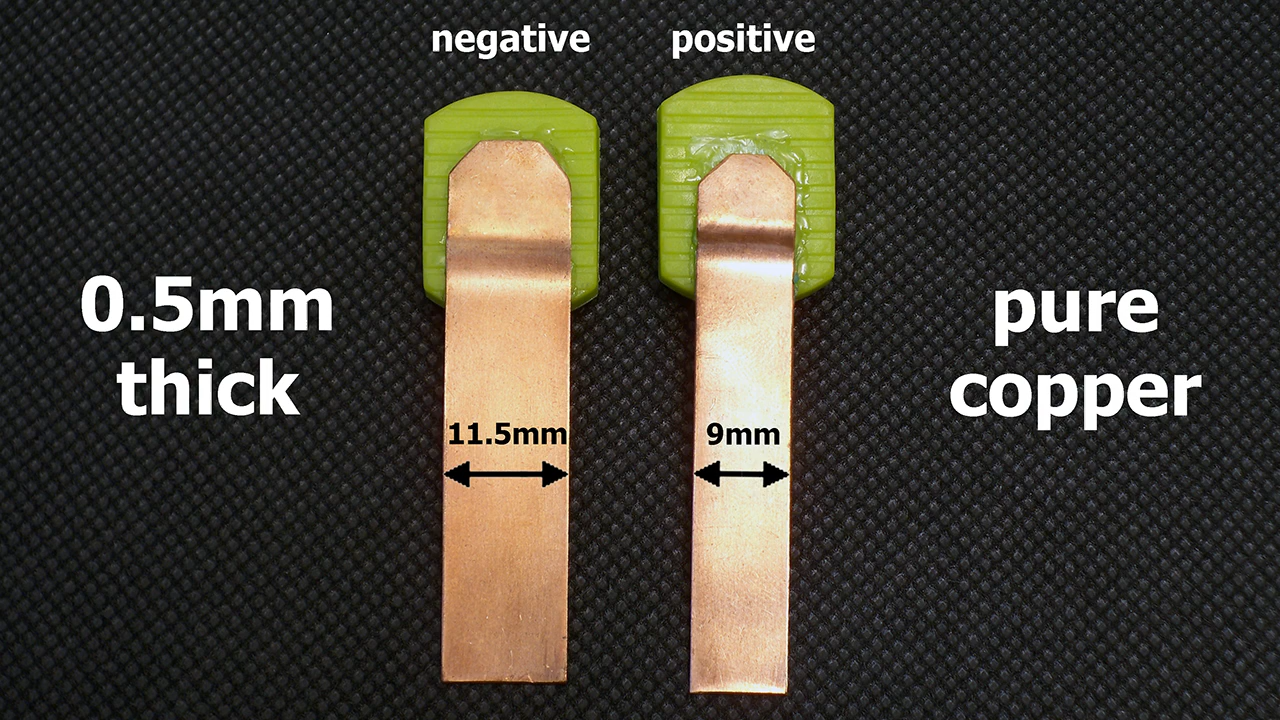 negative
positive
0.5mm
thick
11.5mm
9mm
pure
copper